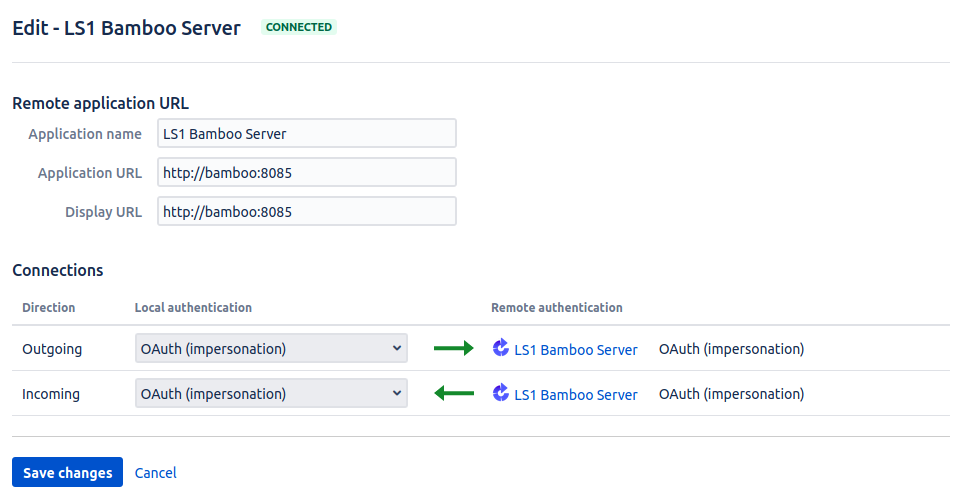 Edit - LS1 Bamboo Server CONNECTED
Remote application URL
Application name LS1 Bamboo Server
Application URL http://bamboo:8085
Display URL http://bamboo:8085
Connections
Direction Local authentication Remote authentication
Outgoing OAuth (impersonation) LS1 Bamboo Server OAuth (impersonation)
Incoming OAuth (impersonation) LS1 Bamboo Server OAuth (impersonation)
Save changes Cancel